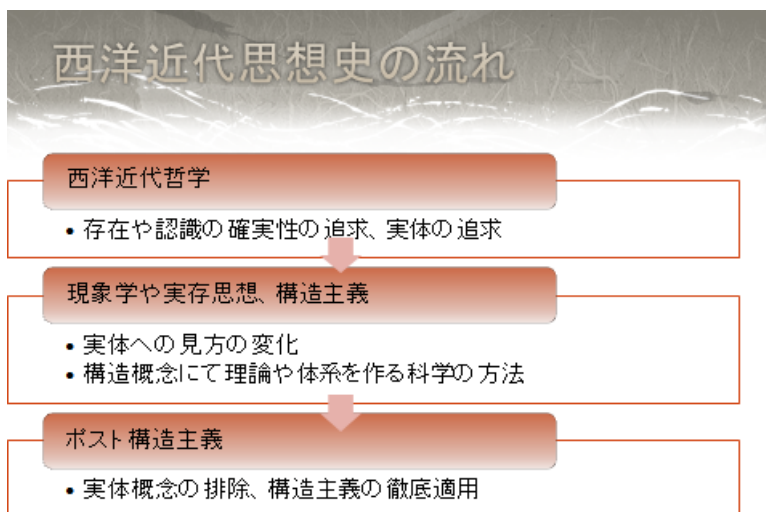 西洋近代思想史の流れ
西洋近代哲学
• 存在や認識の確実性の追求、実体の追求
現象学や実存思想、構造主義
• 実体への見方の変化
• 構造概念にて理論や体系を作る科学の方法
ポスト構造主義
• 実体概念の排除、構造主義の徹底適用